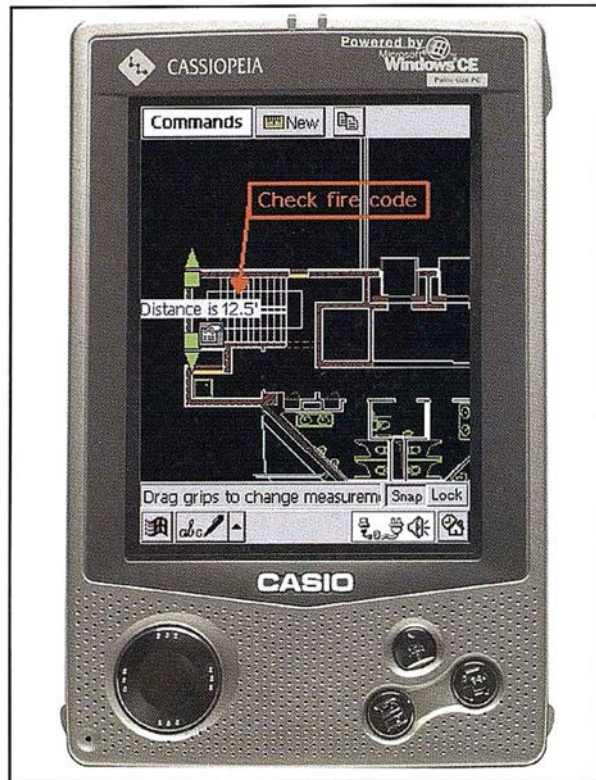 CASSIOPEIA
Powered by
Microsoft
Windows CE
Palm-size PC
Commands
New
Check fire code
Distance is 12.5'
Drag grips to change measurem
Snap
Lock
abc
CASIO